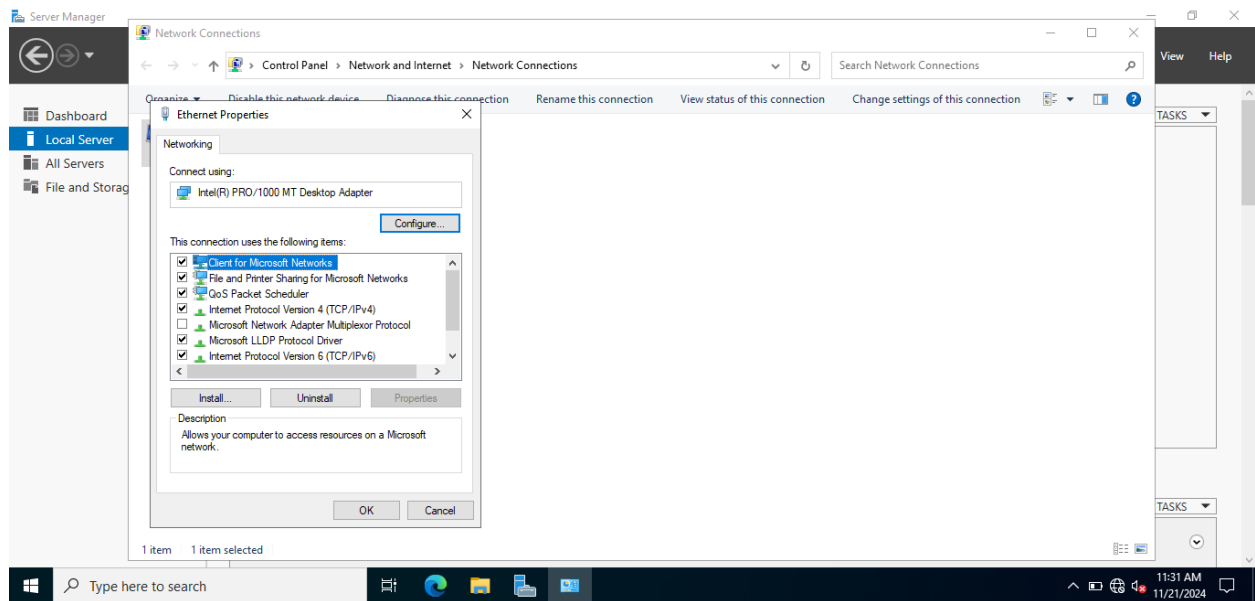 Server Manager
Network Connections
Control Panel > Network and Internet > Network Connections
Search Network Connections
View Help
Organize Disable this network device Diagnose this connection Rename this connection View status of this connection Change settings of this connection
Dashboard
Local Server
All Servers
File and Storag
TASKS
Ethernet Properties
Networking
Connect using:
Intel(R) PRO/1000 MT Desktop Adapter
Configure...
This connection uses the following items:
Client for Microsoft Networks
File and Printer Sharing for Microsoft Networks
QoS Packet Scheduler
Internet Protocol Version 4 (TCP/IPv4)
Microsoft Network Adapter Multiplexor Protocol
Microsoft LLDP Protocol Driver
Internet Protocol Version 6 (TCP/IPv6)
Install... Uninstall Properties
Description
Allows your computer to access resources on a Microsoft
network.
OK Cancel
TASKS
1 item 1 item selected
Type here to search
11:31 AM
11/21/2024